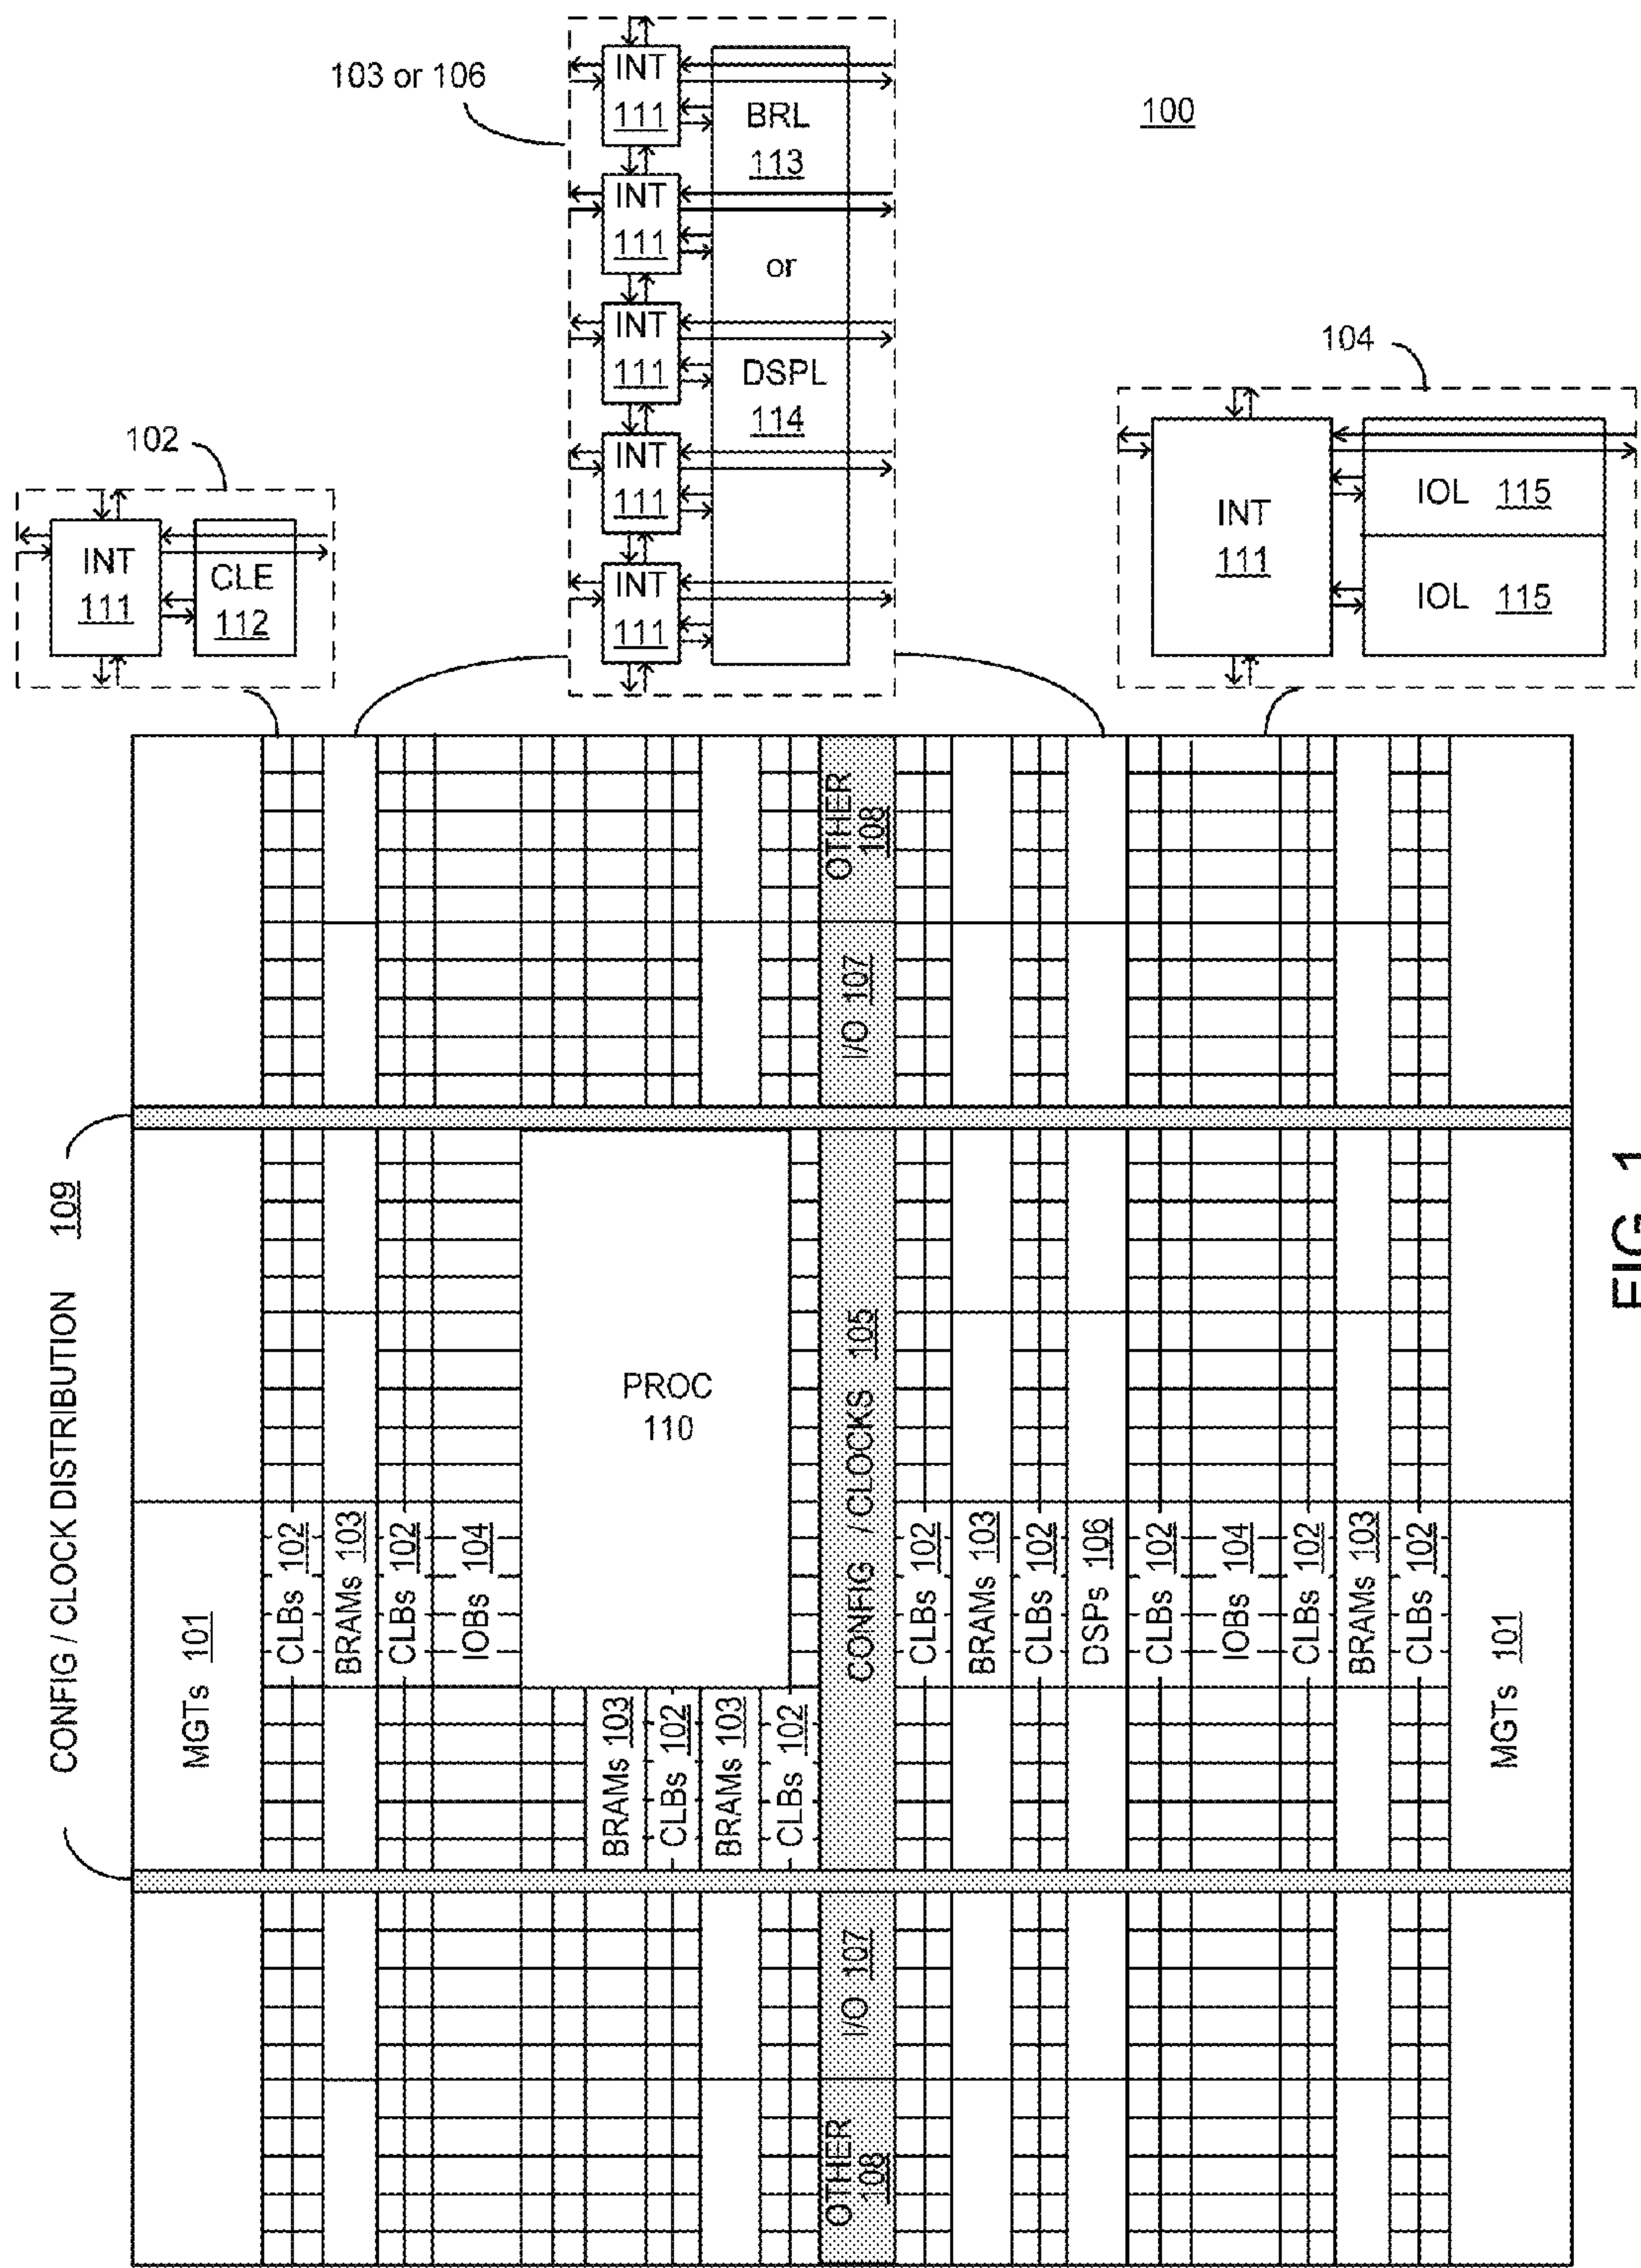 100
103 or 106
INT
111
INT
111
INT
111
INT
111
INT
111
BRL
113
or
DSPL
114
102
INT
111
CLE
112
104
INT
111
IOL 115
IOL 115
CONFIG / CLOCK DISTRIBUTION 109
OTHER
108
I/O 107
PROC
110
CONFIG / CLOCKS 105
MGTs 101
CLBs 102
BRAMs 103
CLBs 102
IOBs 104
BRAMs 103
CLBs 102
BRAMs 103
CLBs 102
CLBs 102
BRAMs 103
CLBs 102
DSPs 106
CLBs 102
IOBs 104
CLBs 102
BRAMs 103
CLBs 102
MGTs 101
I/O 107
OTHER
108
FIG. 1